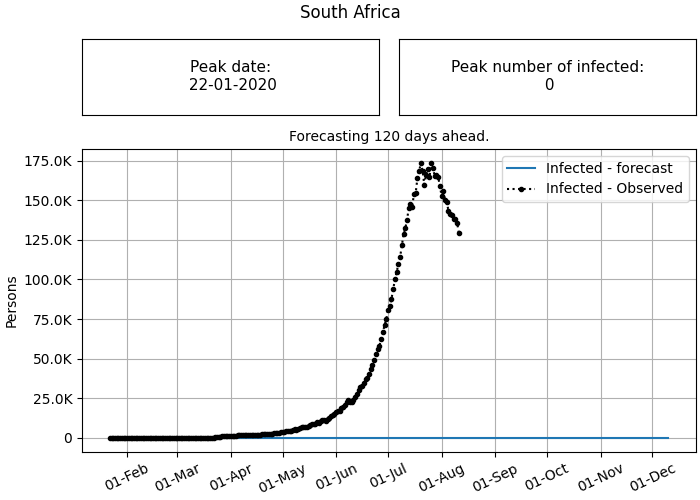 South Africa
Peak date:
22-01-2020
Peak number of infected:
0
Forecasting 120 days ahead.
Infected - forecast
Infected - Observed
Persons
175.0K
150.0K
125.0K
100.0K
75.0K
50.0K
25.0K
0
01-Feb
01-Mar
01-Apr
01-May
01-Jun
01-Jul
01-Aug
01-Sep
01-Oct
01-Nov
01-Dec